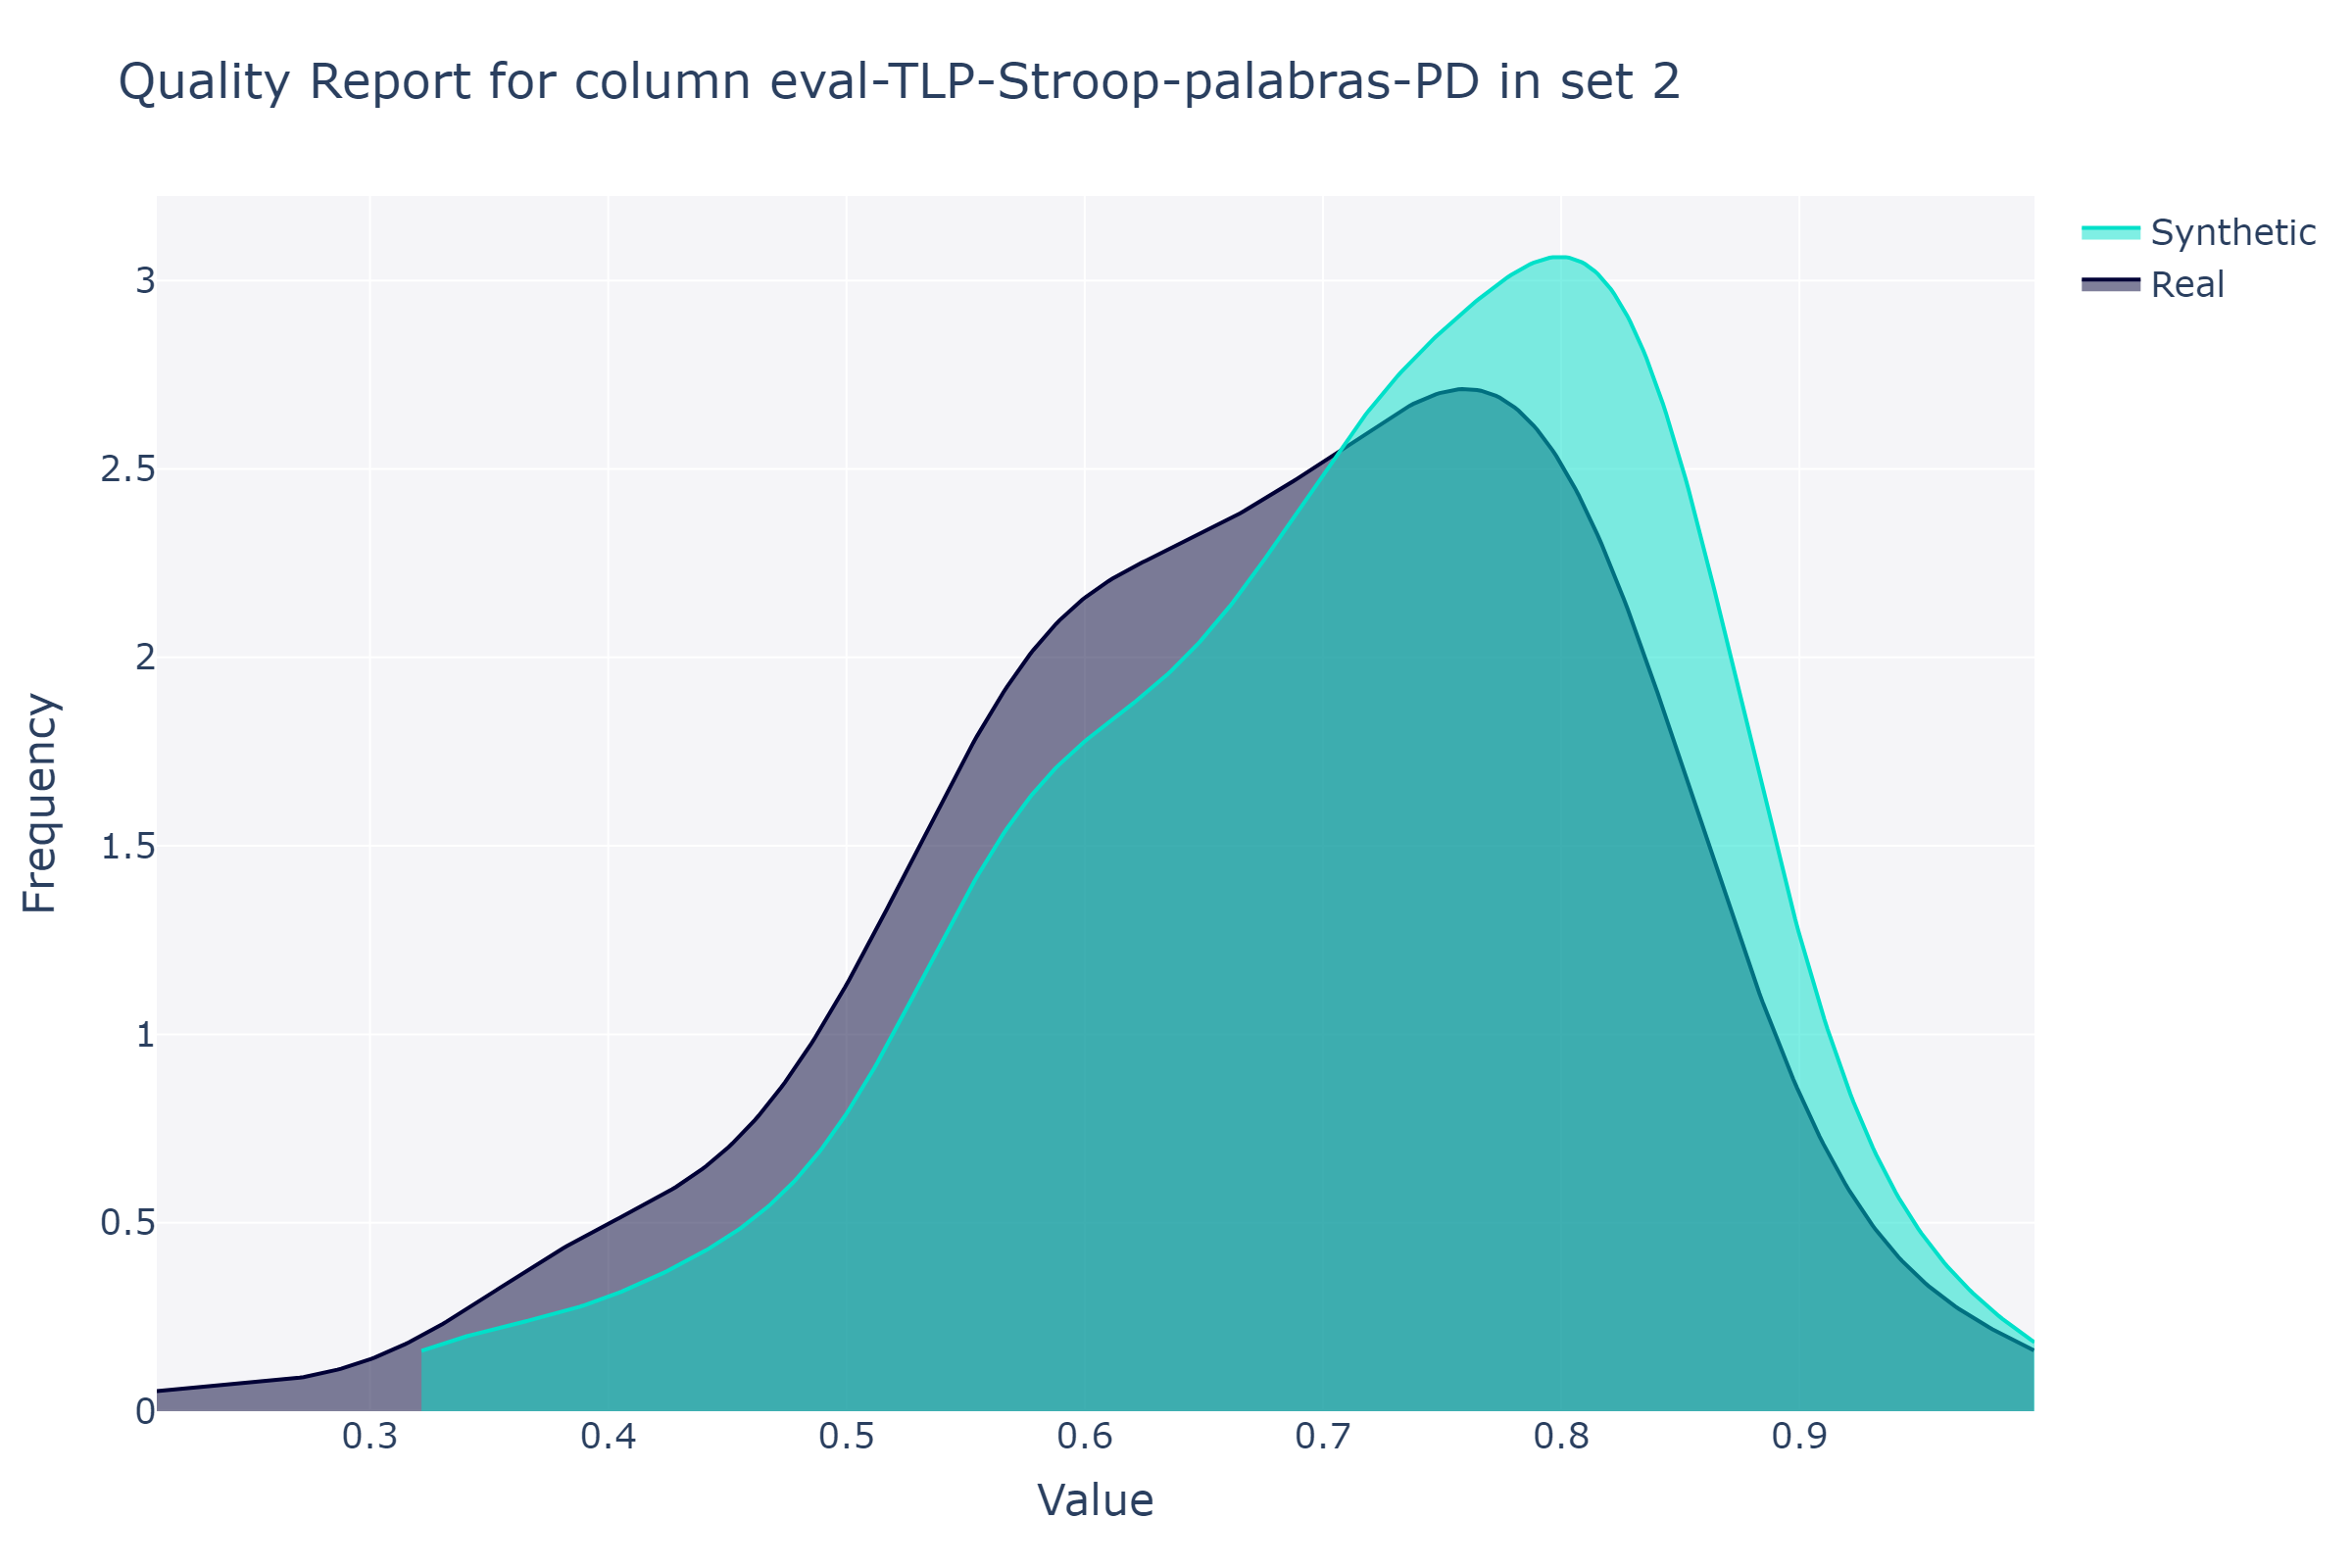 Quality Report for column eval-TLP-Stroop-palabras-PD in set 2
Synthetic
Real
3
2.5
2
1.5
1
0.5
0
Frequency
0.3 0.4 0.5 0.6 0.7 0.8 0.9
Value